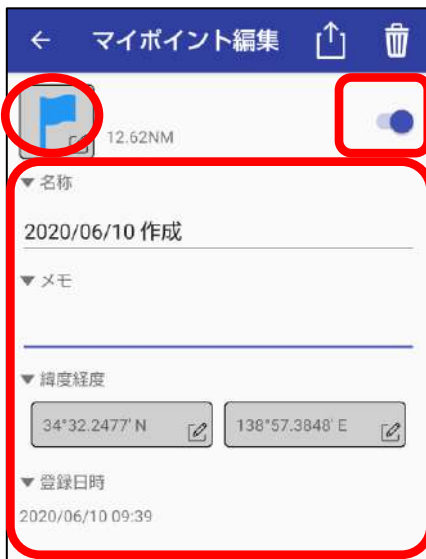 マイポイント編集
12.62NM
▼ 名称
2020/06/10 作成
▼ メモ
▼ 緯度経度
34°32.2477' N 138°57.3848' E
▼ 登録日時
2020/06/10 09:39